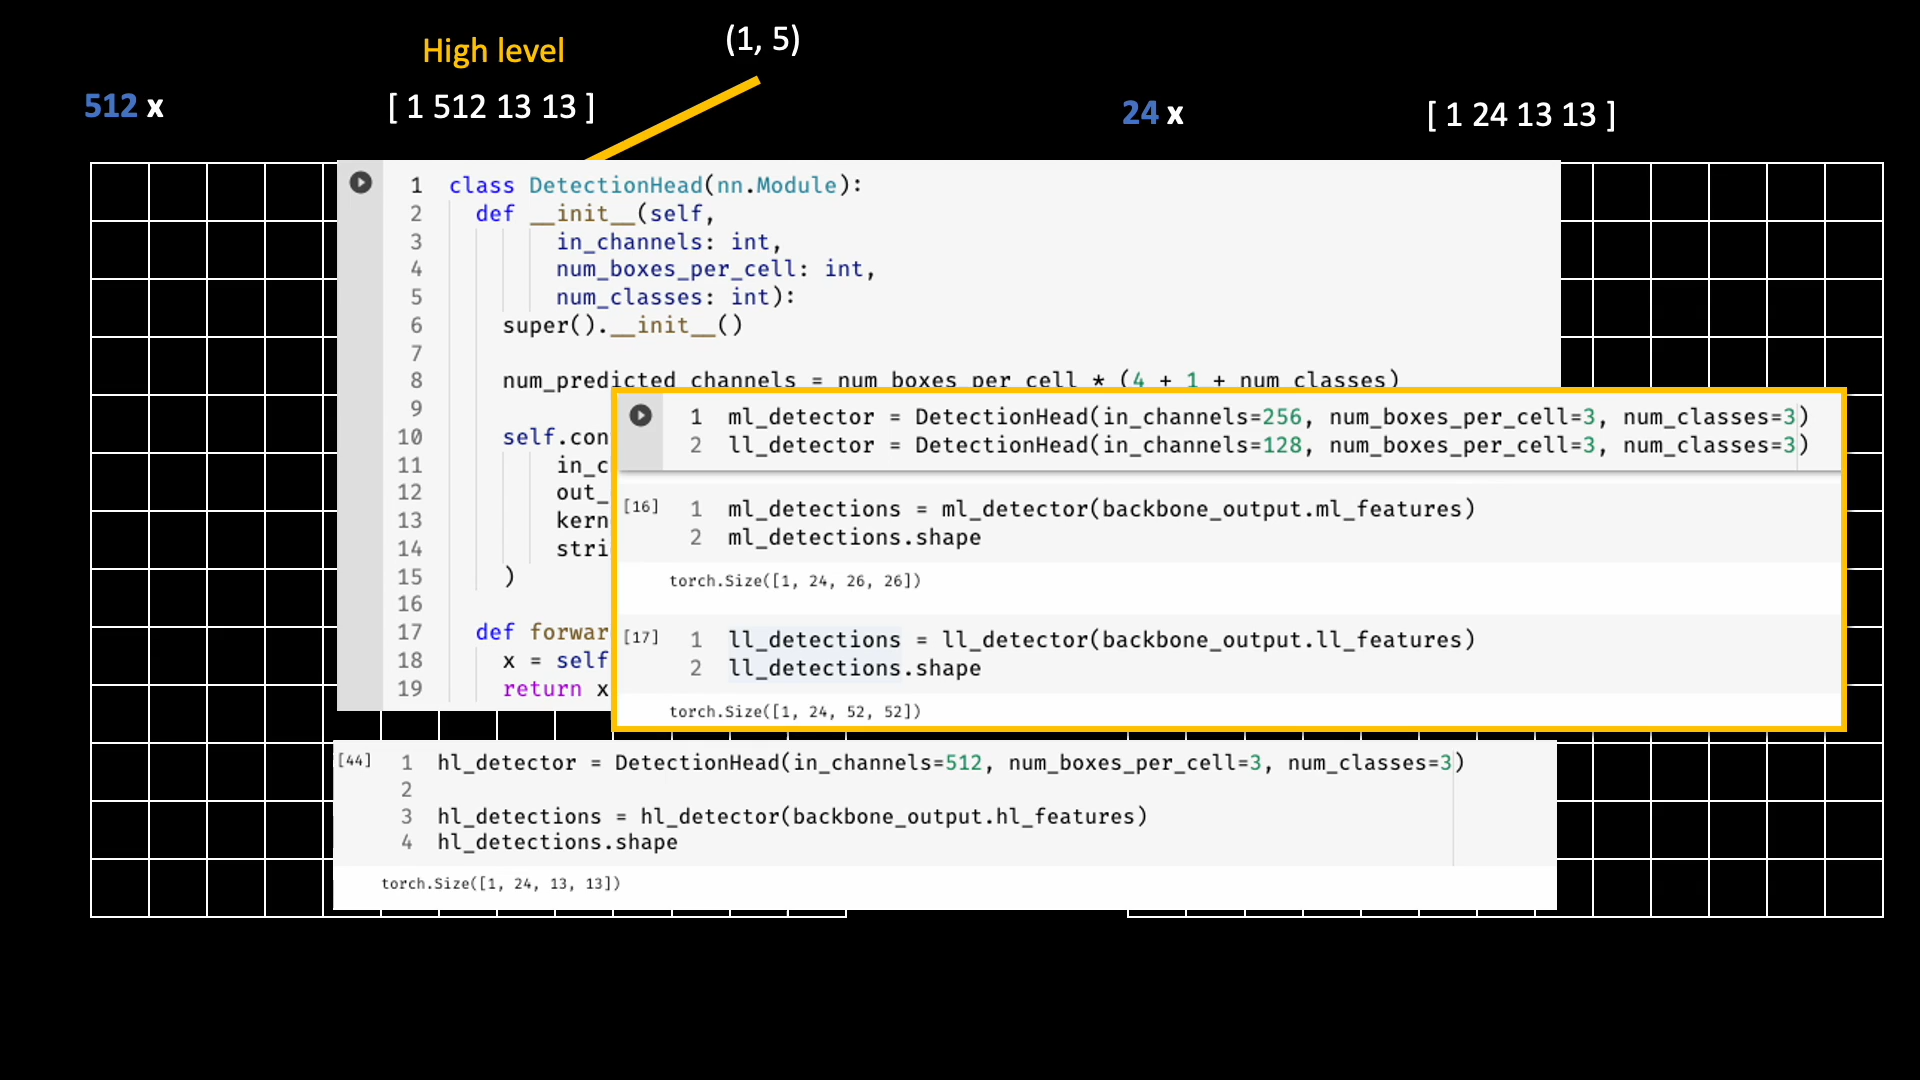 High level
(1, 5)
512 x
[ 1 512 13 13 ]
24 x
[ 1 24 13 13 ]
1 class DetectionHead(nn.Module):
2 def __init__(self,
3 in_channels: int,
4 num_boxes_per_cell: int,
5 num_classes: int):
6 super().__init__()
7
8 num_predicted_channels = num_boxes_per_cell * (4 + 1 + num_classes)
9
10 self.con
11 in_c
12 out_
13 kern
14 stri
15 )
16
17 def forwar
18 x = self
19 return x
1 ml_detector = DetectionHead(in_channels=256, num_boxes_per_cell=3, num_classes=3)
2 ll_detector = DetectionHead(in_channels=128, num_boxes_per_cell=3, num_classes=3)
[16] 1 ml_detections = ml_detector(backbone_output.ml_features)
2 ml_detections.shape
torch.Size([1, 24, 26, 26])
[17] 1 ll_detections = ll_detector(backbone_output.ll_features)
2 ll_detections.shape
torch.Size([1, 24, 52, 52])
[44] 1 hl_detector = DetectionHead(in_channels=512, num_boxes_per_cell=3, num_classes=3)
2
3 hl_detections = hl_detector(backbone_output.hl_features)
4 hl_detections.shape
torch.Size([1, 24, 13, 13])